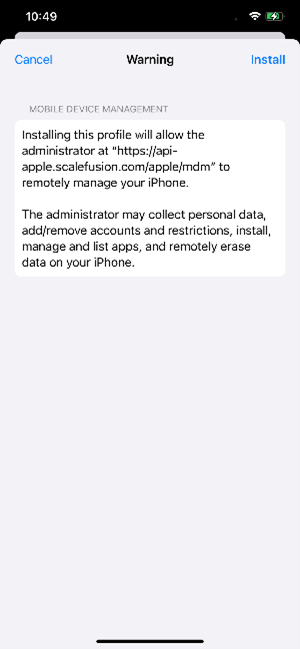 10:49
Cancel Warning Install
MOBILE DEVICE MANAGEMENT
Installing this profile will allow the
administrator at “https://api-
apple.scalefusion.com/apple/mdm” to
remotely manage your iPhone.
The administrator may collect personal data,
add/remove accounts and restrictions, install,
manage and list apps, and remotely erase
data on your iPhone.